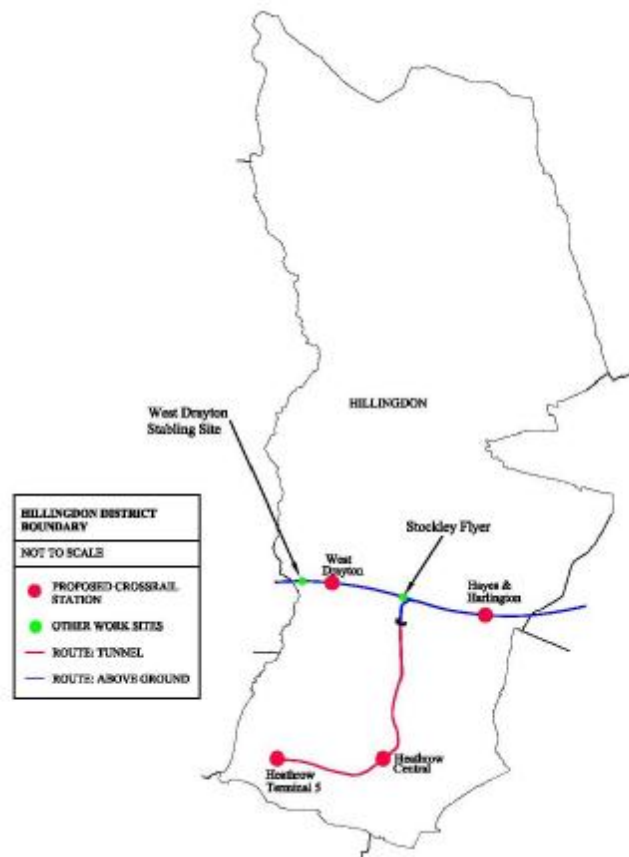 HILLINGDON
West Drayton
Stabling Site
Stockley Flyer
West
Drayton
Hayes &
Harlington
HILLINGDON DISTRICT
BOUNDARY
NOT TO SCALE
PROPOSED CROSSRAIL
STATION
OTHER WORK SITES
ROUTE: TUNNEL
ROUTE: ABOVE GROUND
Heathrow
Terminal 5
Heathrow
Central